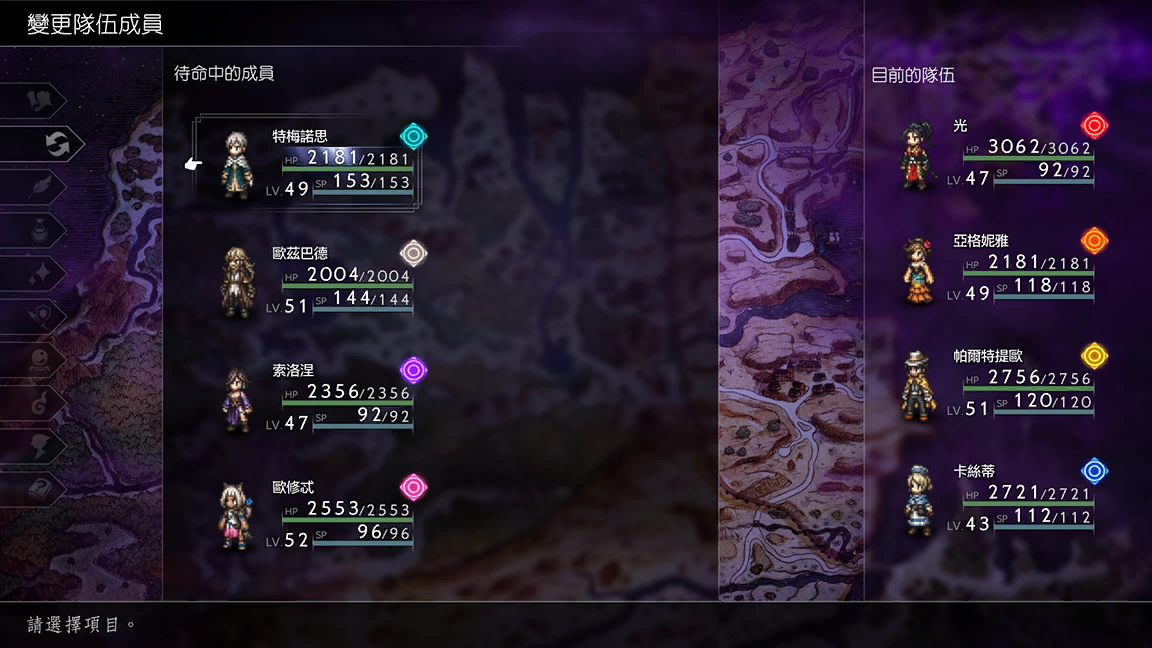 變更隊伍成員
待命中的成員
特梅諾思
HP 2181/2181
LV.49 SP 153/153
歐茲巴德
HP 2004/2004
LV.51 SP 144/144
索洛涅
HP 2356/2356
LV.47 SP 92/92
歐修忒
HP 2553/2553
LV.52 SP 96/96
目前的隊伍
光
HP 3062/3062
LV.47 SP 92/92
亞格妮雅
HP 2181/2181
LV.49 SP 118/118
帕爾特提歐
HP 2756/2756
LV.51 SP 120/120
卡絲蒂
HP 2721/2721
LV.43 SP 112/112
請選擇項目。